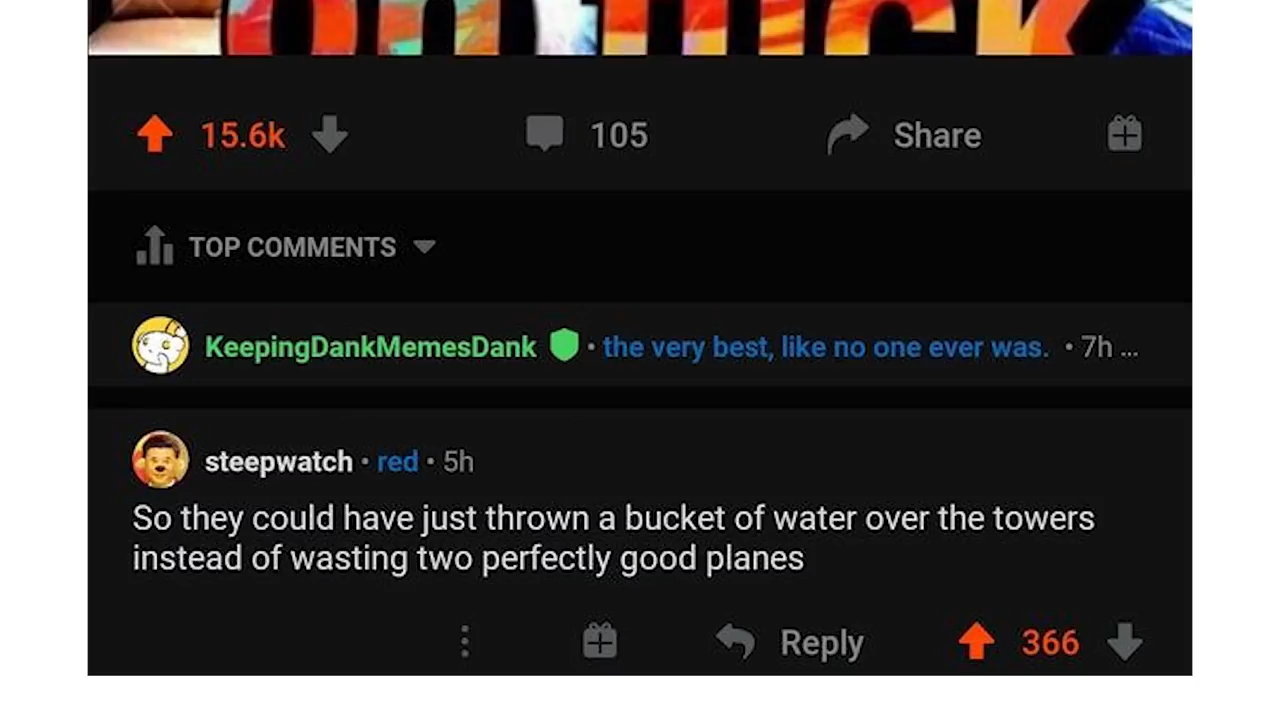 on fuck
15.6k 105 Share
TOP COMMENTS
KeepingDankMemesDank • the very best, like no one ever was. • 7h ...
steepwatch • red • 5h
So they could have just thrown a bucket of water over the towers
instead of wasting two perfectly good planes
Reply 366